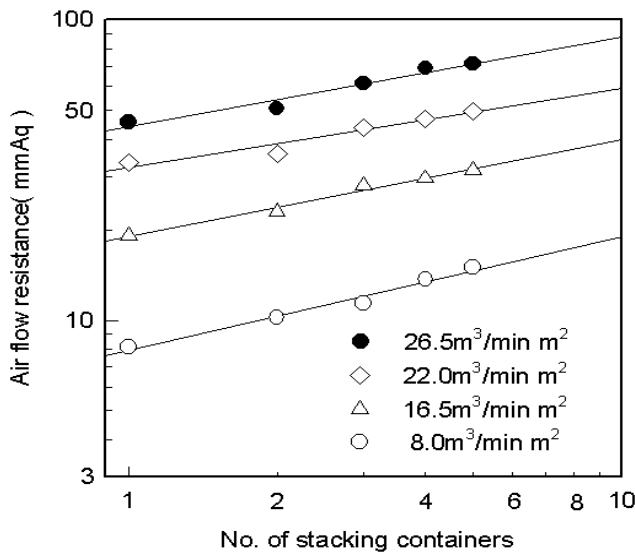 100
50
10
3
Air flow resistance( mmAq )
26.5m³/min m²
22.0m³/min m²
16.5m³/min m²
8.0m³/min m²
1 2 4 6 8 10
No. of stacking containers